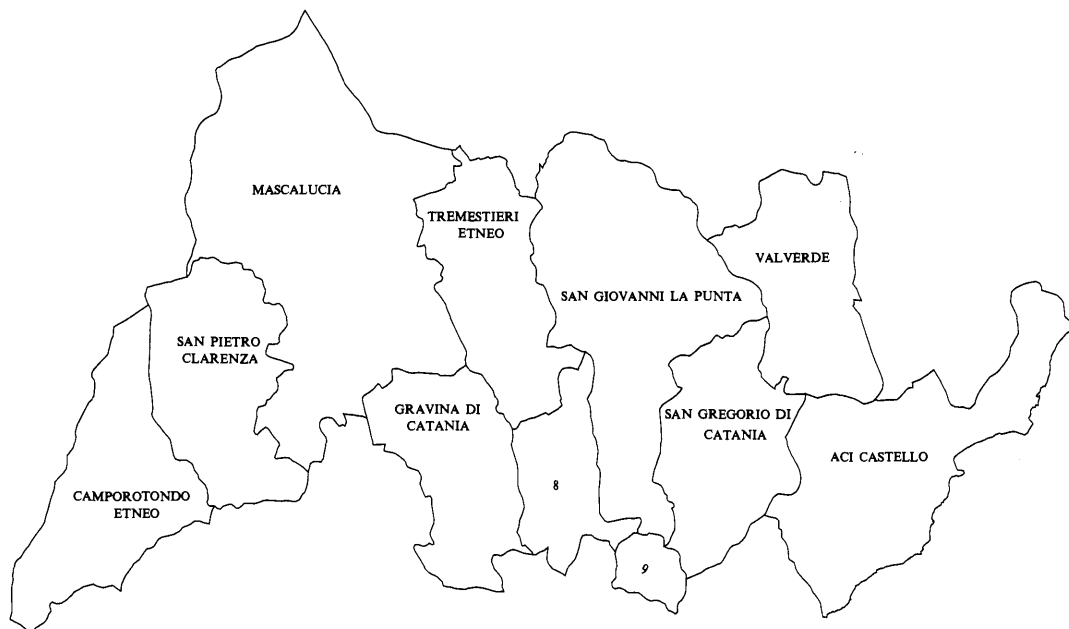 MASCALUCIA
TREMESTIERI
ETNEO
VALVERDE
SAN GIOVANNI LA PUNTA
SAN PIETRO
CLARENZA
GRAVINA DI
CATANIA
SAN GREGORIO DI
CATANIA
ACI CASTELLO
8
CAMPOROTONDO
ETNEO
9